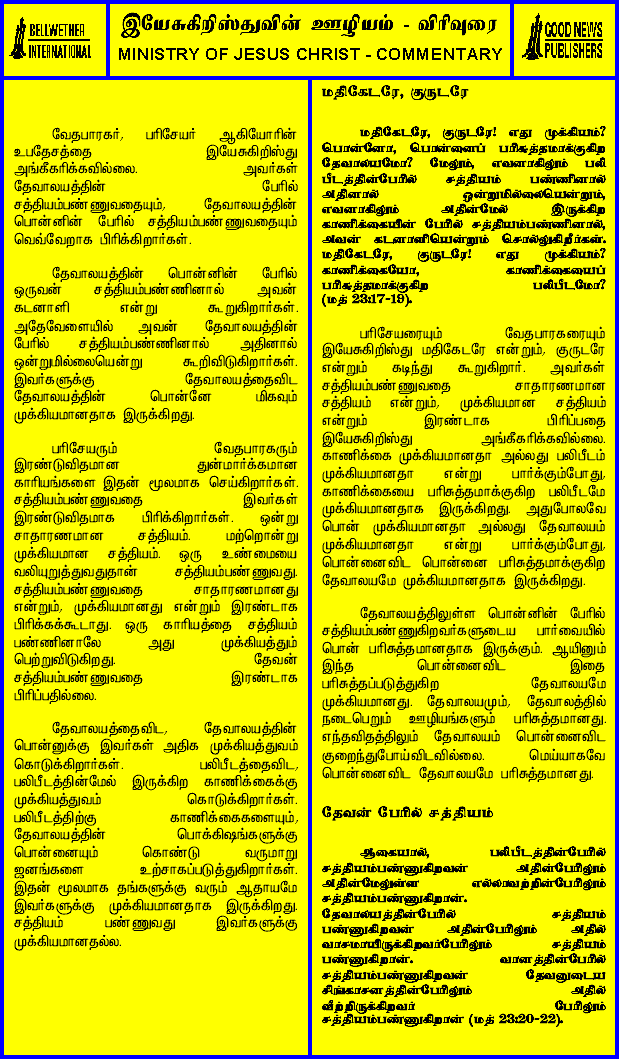 BELLWETHER
INTERNATIONAL
இயேசுகிறிஸ்துவின் ஊழியம் - விரிவுரை
MINISTRY OF JESUS CHRIST - COMMENTARY
GOOD NEWS
PUBLISHERS
வேதபாரகர், பரிசேயர் ஆகியோரின்
உபதேசத்தை இயேசுகிறிஸ்து
அங்கீகரிக்கவில்லை. அவர்கள்
தேவாலயத்தின் பேரில்
சத்தியம்பண்ணுவதையும், தேவாலயத்தின்
பொன்னின் பேரில் சத்தியம்பண்ணுவதையும்
வெவ்வேறாக பிரிக்கிறார்கள்.
தேவாலயத்தின் பொன்னின் பேரில்
ஒருவன் சத்தியம்பண்ணினால் அவன்
கடனாளி என்று கூறுகிறார்கள்.
அதேவேளையில் அவன் தேவாலயத்தின்
பேரில் சத்தியம்பண்ணினால் அதினால்
ஒன்றுமில்லையென்று கூறிவிடுகிறார்கள்.
இவர்களுக்கு தேவாலயத்தைவிட
தேவாலயத்தின் பொன்னே மிகவும்
முக்கியமானதாக இருக்கிறது.
பரிசேயரும் வேதபாரகரும்
இரண்டுவிதமான துன்மார்க்கமான
காரியங்களை இதன் மூலமாக செய்கிறார்கள்.
சத்தியம்பண்ணுவதை இவர்கள்
இரண்டுவிதமாக பிரிக்கிறார்கள். ஒன்று
சாதாரணமான சத்தியம். மற்றொன்று
முக்கியமான சத்தியம். ஒரு உண்மையை
வலியுறுத்துவதுதான் சத்தியம்பண்ணுவது.
சத்தியம்பண்ணுவதை சாதாரணமானது
என்றும், முக்கியமானது என்றும் இரண்டாக
பிரிக்கக்கூடாது. ஒரு காரியத்தை சத்தியம்
பண்ணினாலே அது முக்கியத்தும்
பெற்றுவிடுகிறது. தேவன்
சத்தியம்பண்ணுவதை இரண்டாக
பிரிப்பதில்லை.
தேவாலயத்தைவிட, தேவாலயத்தின்
பொன்னுக்கு இவர்கள் அதிக முக்கியத்துவம்
கொடுக்கிறார்கள். பலிபீடத்தைவிட,
பலிபீடத்தின்மேல் இருக்கிற காணிக்கைக்கு
முக்கியத்துவம் கொடுக்கிறார்கள்.
பலிபீடத்திற்கு காணிக்கைகளையும்,
தேவாலயத்தின் பொக்கிஷங்களுக்கு
பொன்னையும் கொண்டு வருமாறு
ஜனங்களை உற்சாகப்படுத்துகிறார்கள்.
இதன் மூலமாக தங்களுக்கு வரும் ஆதாயமே
இவர்களுக்கு முக்கியமானதாக இருக்கிறது.
சத்தியம் பண்ணுவது இவர்களுக்கு
முக்கியமானதல்ல.
மதிகேடரே, குருடரே
மதிகேடரே, குருடரே! எது முக்கியம்?
பொன்னோ, பொன்னைப் பரிசுத்தமாக்குகிற
தேவாலயமோ? மேலும், எவனாகிலும் பலி
பீடத்தின்பேரில் சத்தியம் பண்ணினால்
அதினால் ஒன்றுமில்லையென்றும்,
எவனாகிலும் அதின்மேல் இருக்கிற
காணிக்கையின் பேரில் சத்தியம்பண்ணினால்,
அவன் கடனாளியென்றும் சொல்லுகிறீர்கள்.
மதிகேடரே, குருடரே! எது முக்கியம்?
காணிக்கையோ, காணிக்கையைப்
பரிசுத்தமாக்குகிற பலிபீடமோ?
(மத் 23:17-19).
பரிசேயரையும் வேதபாரகரையும்
இயேசுகிறிஸ்து மதிகேடரே என்றும், குருடரே
என்றும் கடிந்து கூறுகிறார். அவர்கள்
சத்தியம்பண்ணுவதை சாதாரணமான
சத்தியம் என்றும், முக்கியமான சத்தியம்
என்றும் இரண்டாக பிரிப்பதை
இயேசுகிறிஸ்து அங்கீகரிக்கவில்லை.
காணிக்கை முக்கியமானதா அல்லது பலிபீடம்
முக்கியமானதா என்று பார்க்கும்போது,
காணிக்கையை பரிசுத்தமாக்குகிற பலிபீடமே
முக்கியமானதாக இருக்கிறது. அதுபோலவே
பொன் முக்கியமானதா அல்லது தேவாலயம்
முக்கியமானதா என்று பார்க்கும்போது,
பொன்னைவிட பொன்னை பரிசுத்தமாக்குகிற
தேவாலயமே முக்கியமானதாக இருக்கிறது.
தேவாலயத்திலுள்ள பொன்னின் பேரில்
சத்தியம்பண்ணுகிறவர்களுடைய பார்வையில்
பொன் பரிசுத்தமானதாக இருக்கும். ஆயினும்
இந்த பொன்னைவிட இதை
பரிசுத்தப்படுத்துகிற தேவாலயமே
முக்கியமானது. தேவாலயமும், தேவாலத்தில்
நடைபெறும் ஊழியங்களும் பரிசுத்தமானது.
எந்தவிதத்திலும் தேவாலயம் பொன்னைவிட
குறைந்துபோய்விடவில்லை. மெய்யாகவே
பொன்னைவிட தேவாலயமே பரிசுத்தமானது.
தேவன் பேரில் சத்தியம்
ஆகையால், பலிபீடத்தின்பேரில்
சத்தியம்பண்ணுகிறவன் அதின்பேரிலும்
அதின்மேலுள்ள எல்லாவற்றின்பேரிலும்
சத்தியம்பண்ணுகிறான்.
தேவாலயத்தின்பேரில் சத்தியம்
பண்ணுகிறவன் அதின்பேரிலும் அதில்
வாசமாயிருக்கிறவர்பேரிலும் சத்தியம்
பண்ணுகிறான். வானத்தின்பேரில்
சத்தியம்பண்ணுகிறவன் தேவனுடைய
சிங்காசனத்தின்பேரிலும் அதில்
வீற்றிருக்கிறவர் பேரிலும்
சத்தியம்பண்ணுகிறான் (மத் 23:20-22).